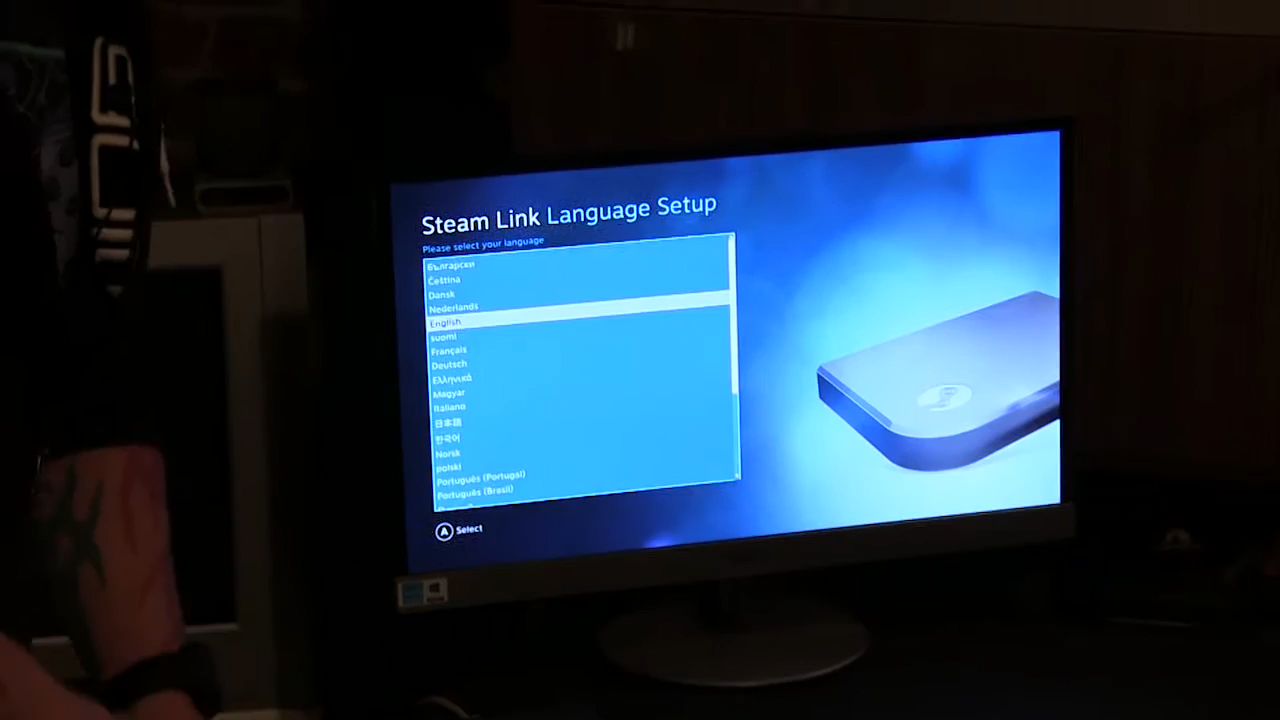 Steam Link Language Setup
Please select your language
Български
Čeština
Dansk
Nederlands
English
suomi
Français
Deutsch
Ελληνικά
Magyar
Italiano
日本語
한국어
Norsk
polski
Português (Portugal)
Português (Brasil)
A Select